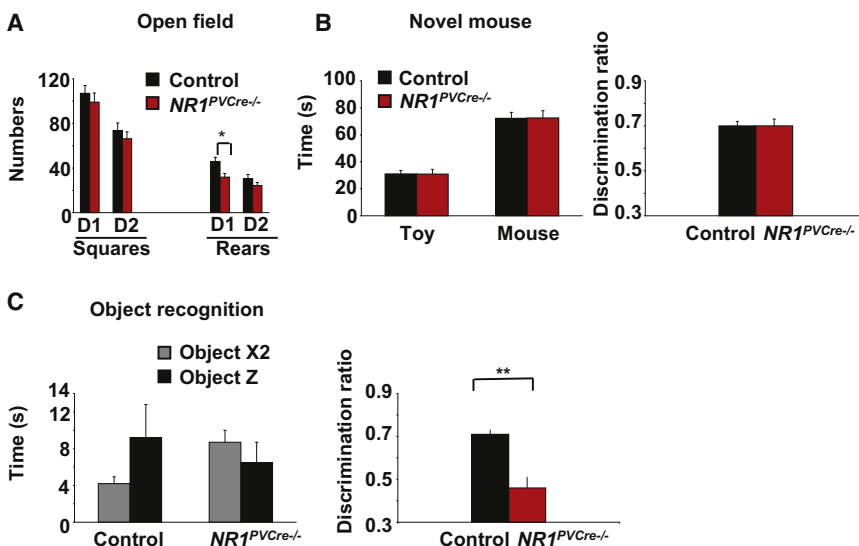 A
Open field
Numbers
120
80
40
0
Control
NR1PVCre-/-
*
D1 D2 D1 D2
Squares Rears
B
Novel mouse
Time (s)
100
80
60
40
20
0
Control
NR1PVCre-/-
Toy Mouse
Discrimination ratio
0.9
0.7
0.5
0.3
Control NR1PVCre-/-
C
Object recognition
Object X2
Object Z
Time (s)
14
12
8
4
0
Control NR1PVCre-/-
Discrimination ratio
0.9
0.7
0.5
0.3
**
Control NR1PVCre-/-